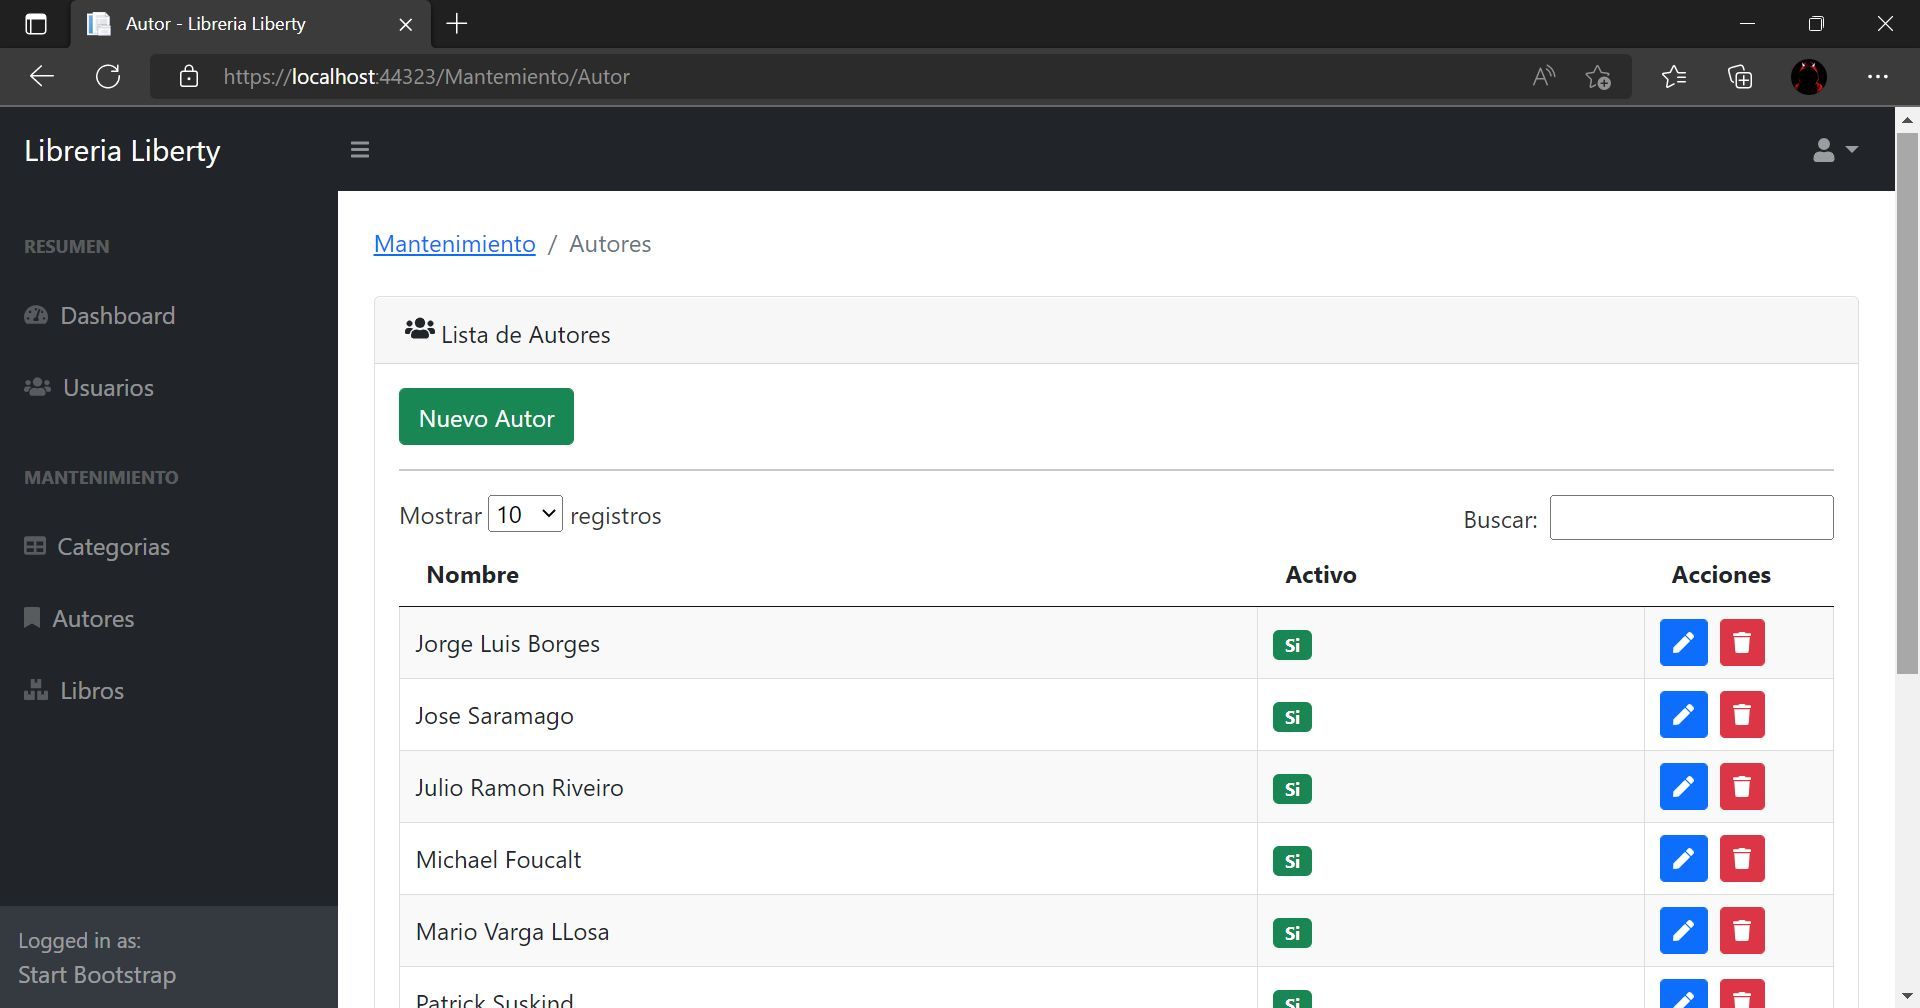 Autor - Libreria Liberty
https://localhost:44323/Mantemiento/Autor
Libreria Liberty
RESUMEN
Dashboard
Usuarios
MANTENIMIENTO
Categorias
Autores
Libros
Logged in as:
Start Bootstrap
Mantenimiento / Autores
Lista de Autores
Nuevo Autor
Mostrar 10 registros
Buscar:
Nombre Activo Acciones
Jorge Luis Borges Si
Jose Saramago Si
Julio Ramon Riveiro Si
Michael Foucalt Si
Mario Varga LLosa Si
Patrick Suskind Si